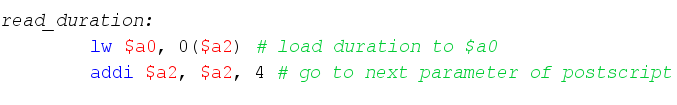 read_duration:
lw $a0, 0($a2) # load duration to $a0
addi $a2, $a2, 4 # go to next parameter of postscript